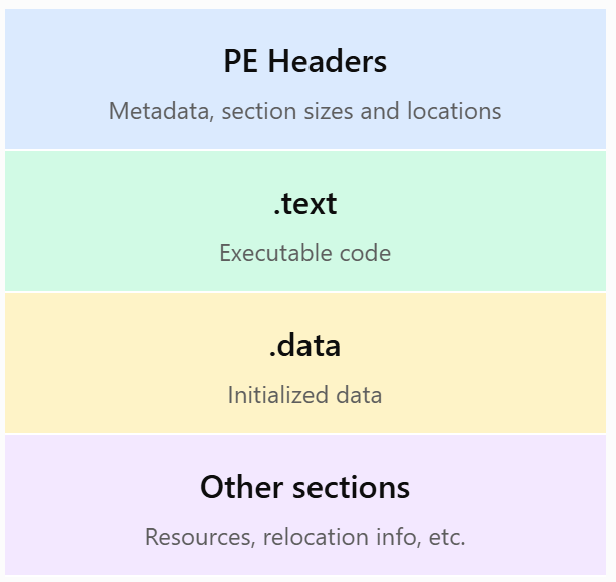 PE Headers
Metadata, section sizes and locations
.text
Executable code
.data
Initialized data
Other sections
Resources, relocation info, etc.